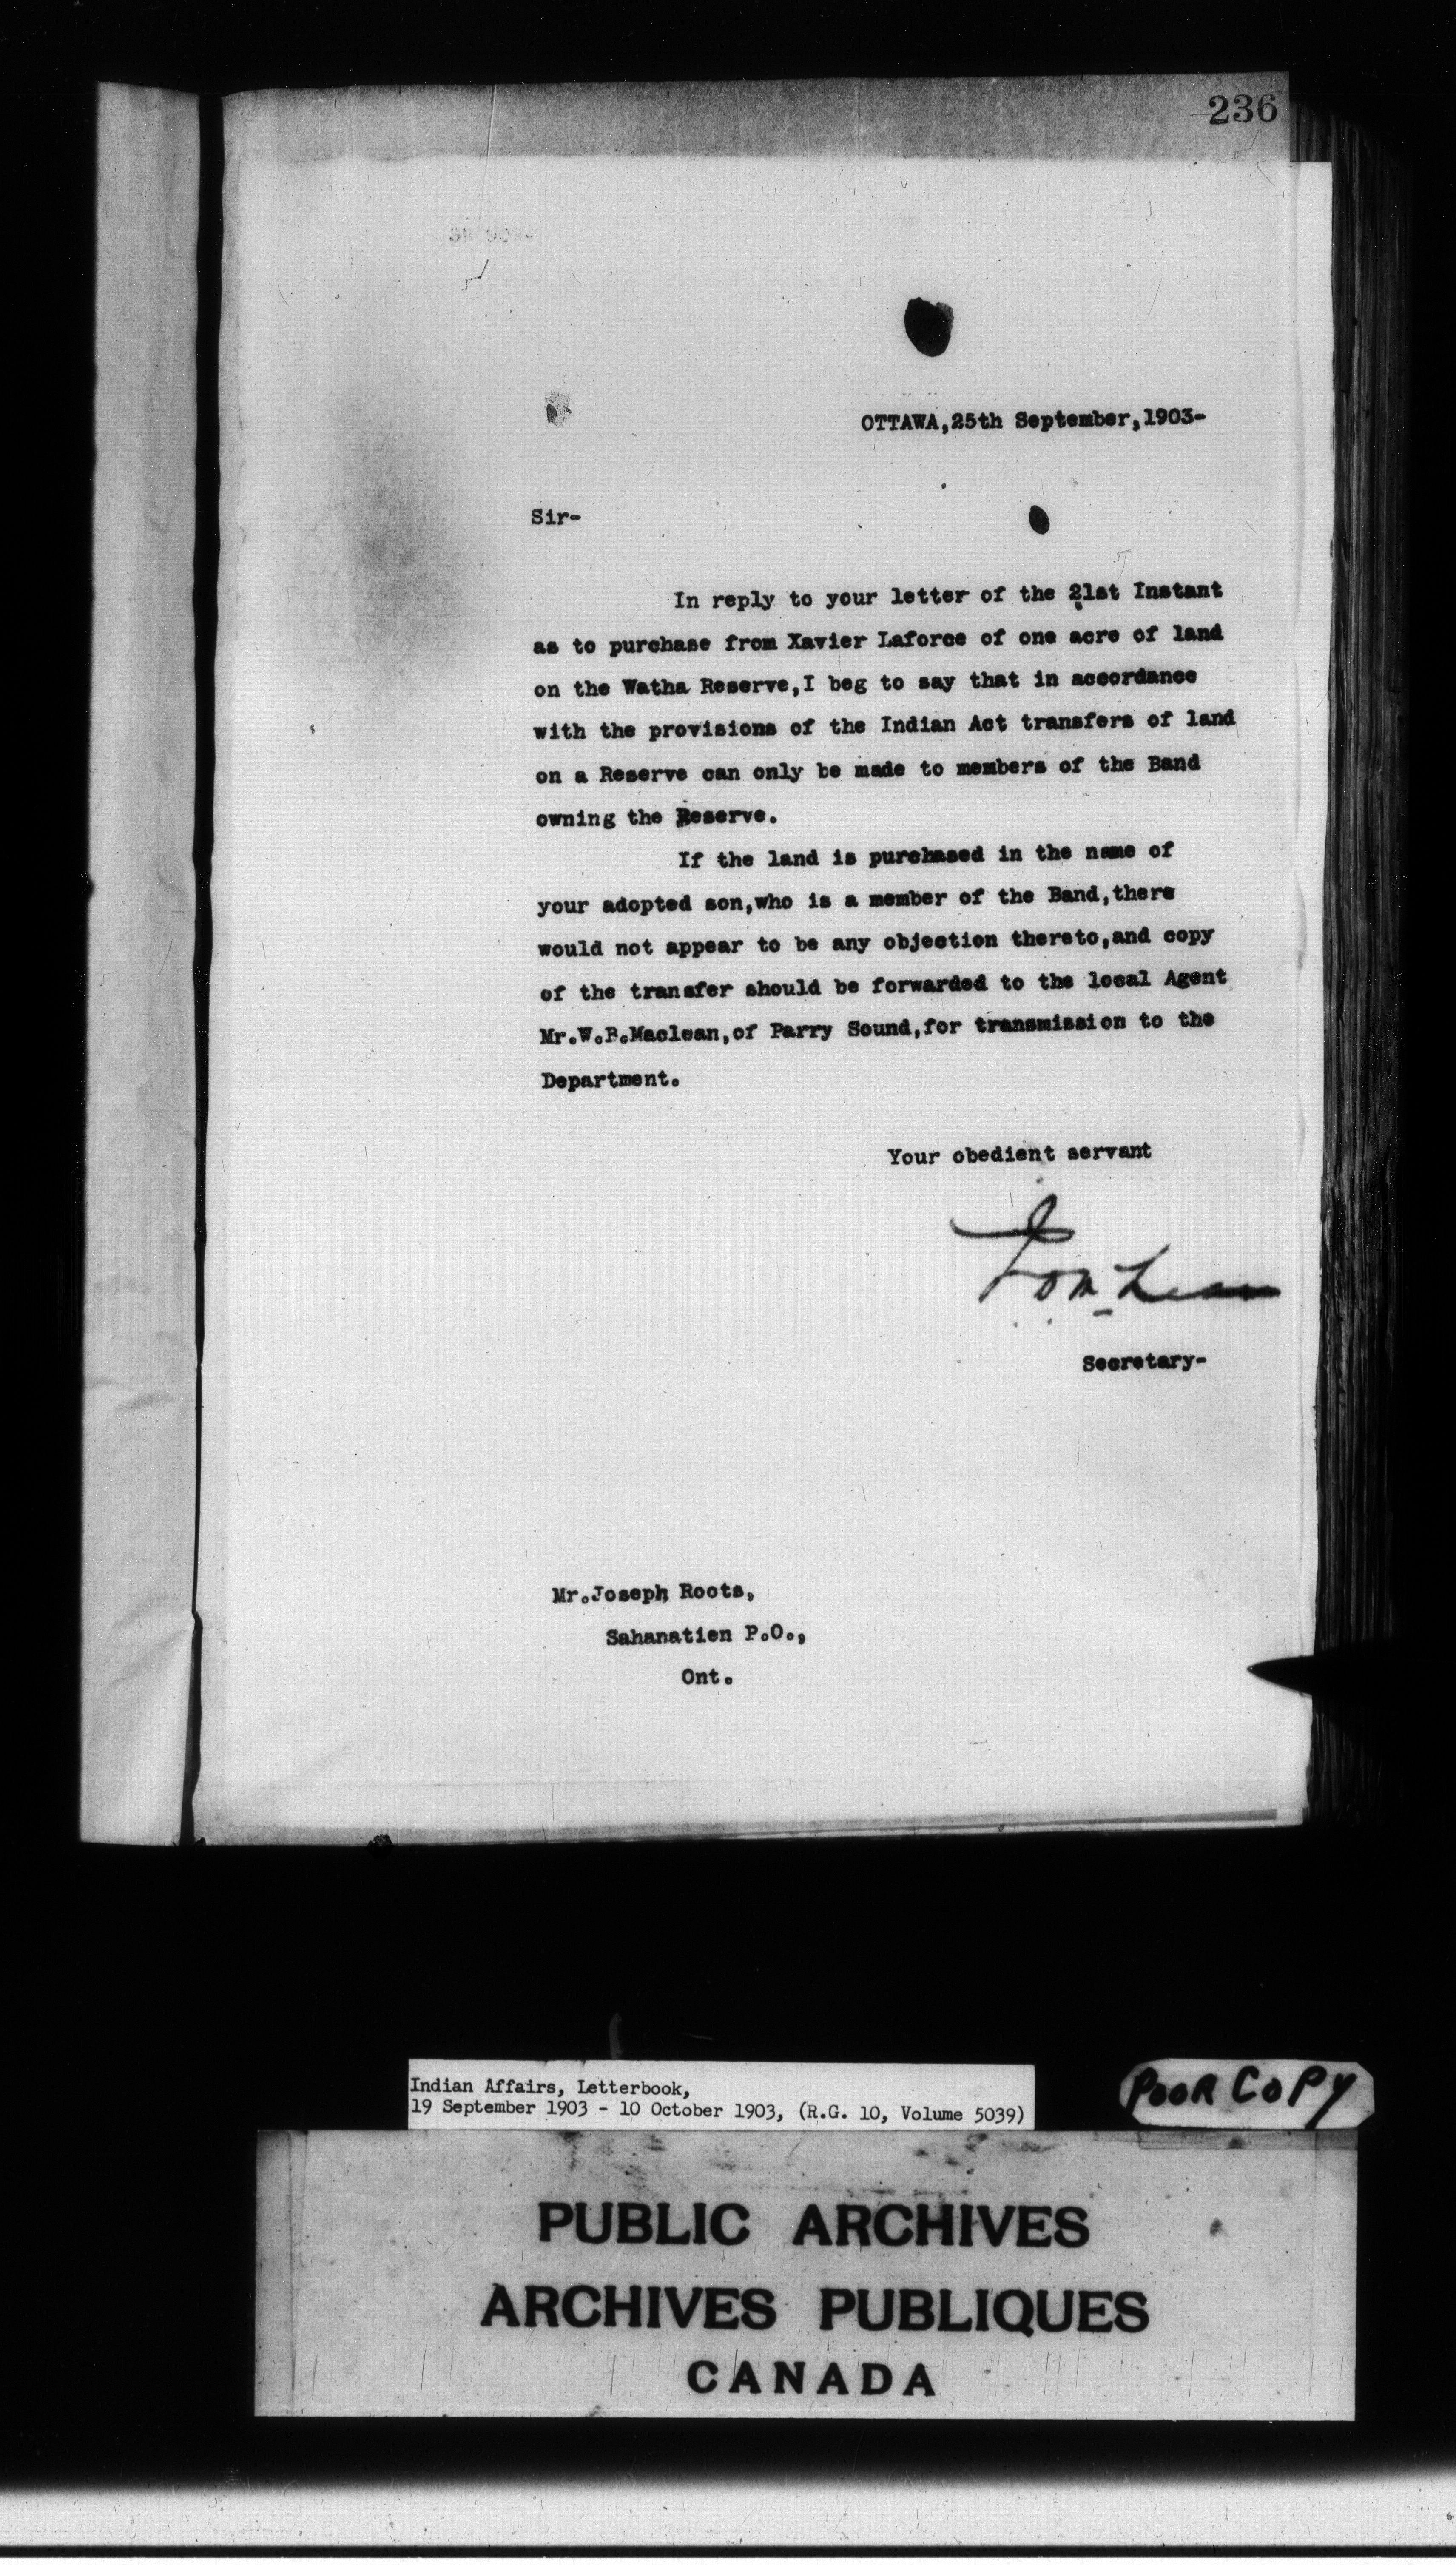 236
OTTAWA,25th September,1903-
Sir-
In reply to your letter of the 21st Instant
as to purchase from Xavier Laforce of one acre of land
on the Watha Reserve,I beg to say that in accordance
with the provisions of the Indian Act transfers of land
on a Reserve can only be made to members of the Band
owning the Reserve.
If the land is purchased in the name of
your adopted son,who is a member of the Band,there
would not appear to be any objection thereto,and copy
of the transfer should be forwarded to the local Agent
Mr.W.B.Maclean,of Parry Sound,for transmission to the
Department.
Your obedient servant
Secretary-
Mr.Joseph Roots,
Sahanatien P.O.,
Ont.
Indian Affairs, Letterbook,
19 September 1903 - 10 October 1903, (R.G. 10, Volume 5039)
POOR COPY
PUBLIC ARCHIVES
ARCHIVES PUBLIQUES
CANADA